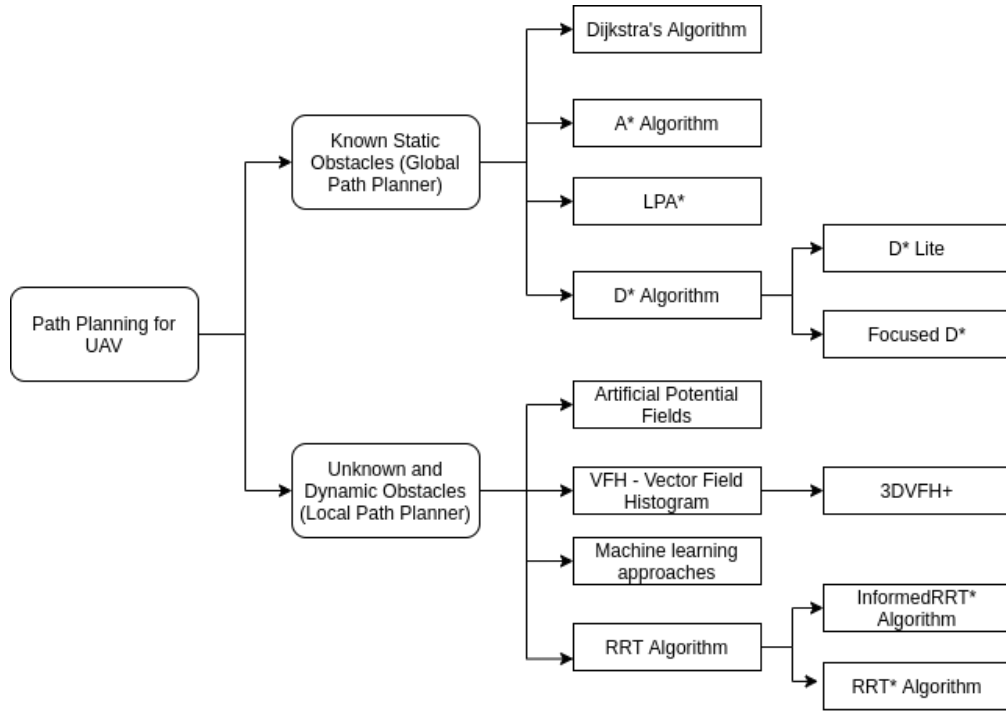 Dijkstra's Algorithm
Known Static
Obstacles (Global
Path Planner)
A* Algorithm
LPA*
D* Lite
D* Algorithm
Path Planning for
UAV
Focused D*
Artificial Potential
Fields
Unknown and
Dynamic Obstacles
(Local Path Planner)
VFH - Vector Field
Histogram
3DVFH+
Machine learning
approaches
InformedRRT*
Algorithm
RRT Algorithm
RRT* Algorithm